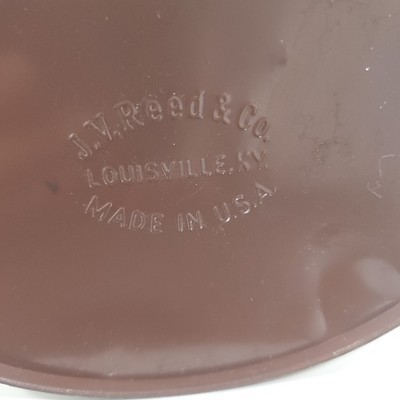 J.V. Reed & Co.
LOUISVILLE, KY.
MADE IN U.S.A.